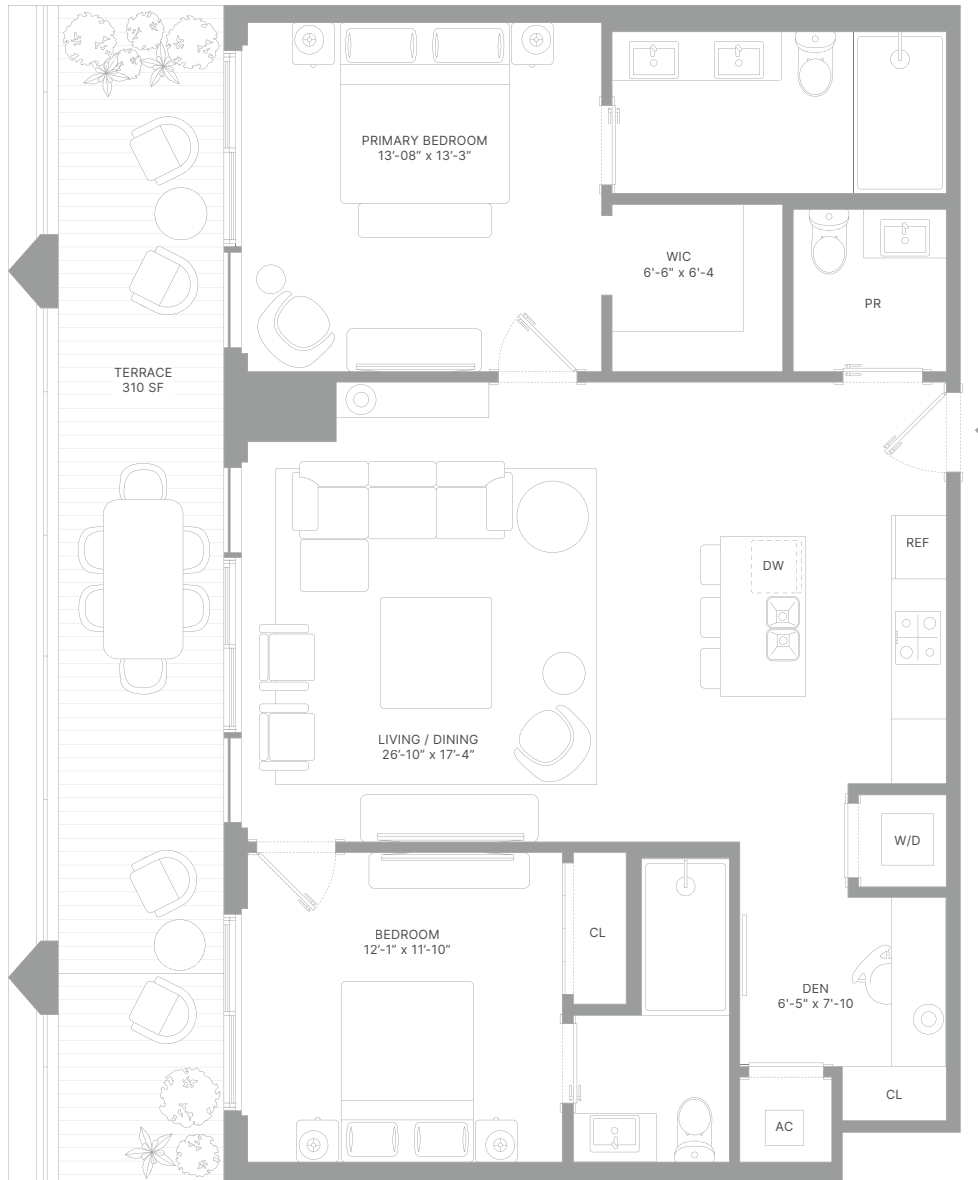 PRIMARY BEDROOM
13’-08” x 13’-3”
WIC
6'-6" x 6'-4
PR
TERRACE
310 SF
REF
DW
LIVING / DINING
26’-10” x 17’-4”
W/D
BEDROOM
12’-1” x 11’-10”
CL
DEN
6'-5" x 7'-10
CL
AC